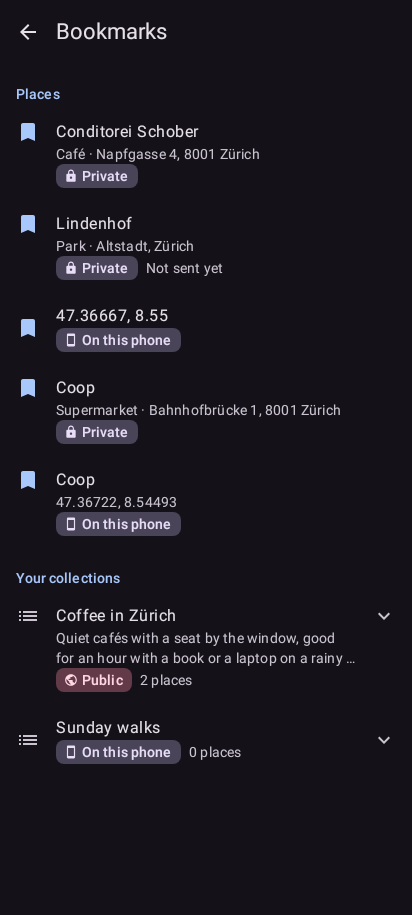 Bookmarks
Places
Conditorei Schober
Café · Napfgasse 4, 8001 Zürich
Private
Lindenhof
Park · Altstadt, Zürich
Private Not sent yet
47.36667, 8.55
On this phone
Coop
Supermarket · Bahnhofbrücke 1, 8001 Zürich
Private
Coop
47.36722, 8.54493
On this phone
Your collections
Coffee in Zürich
Quiet cafés with a seat by the window, good
for an hour with a book or a laptop on a rainy …
Public 2 places
Sunday walks
On this phone 0 places